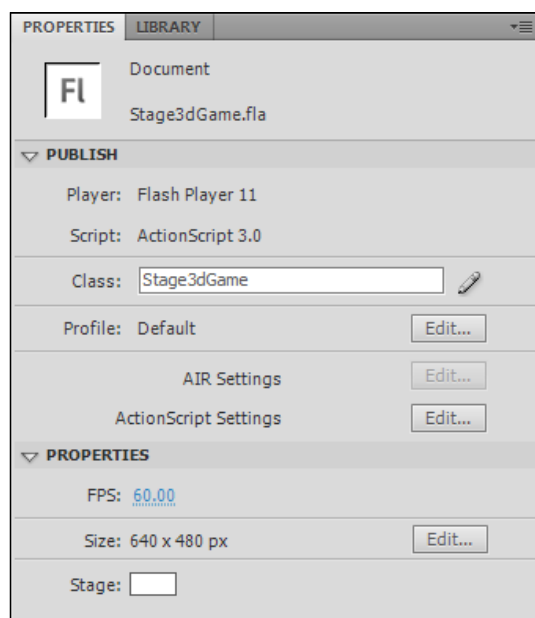 PROPERTIES LIBRARY
Fl
Document
Stage3dGame.fla
PUBLISH
Player: Flash Player 11
Script: ActionScript 3.0
Class: Stage3dGame
Profile: Default Edit...
AIR Settings Edit...
ActionScript Settings Edit...
PROPERTIES
FPS: 60.00
Size: 640 x 480 px Edit...
Stage: